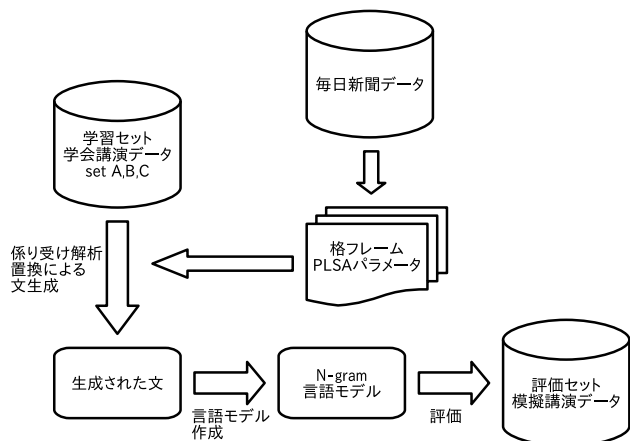 毎日新聞データ
学習セット
学会講演データ
set A,B,C
格フレーム
PLSAパラメータ
係り受け解析
置換による
文生成
生成された文
言語モデル
作成
N-gram
言語モデル
評価
評価セット
模擬講演データ